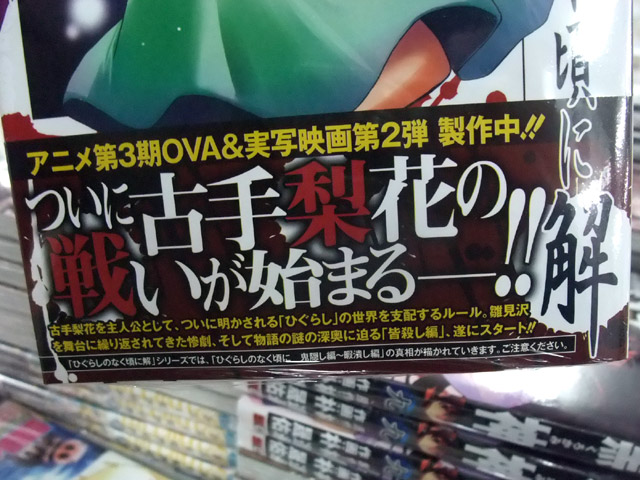 頃に解
アニメ第3期OVA&実写映画第2弾 製作中!!
ついに古手梨花の
戦いが始まる――!!
古手梨花を主人公として、ついに明かされる「ひぐらし」の世界を支配するルール。雛見沢
を舞台に繰り返されてきた惨劇、そして物語の謎の深奥に迫る「皆殺し編」、遂にスタート!!
「ひぐらしのなく頃に解」シリーズでは、「ひぐらしのなく頃に 鬼隠し編〜暇潰し編」の真相が描かれていきます。ご注意ください。